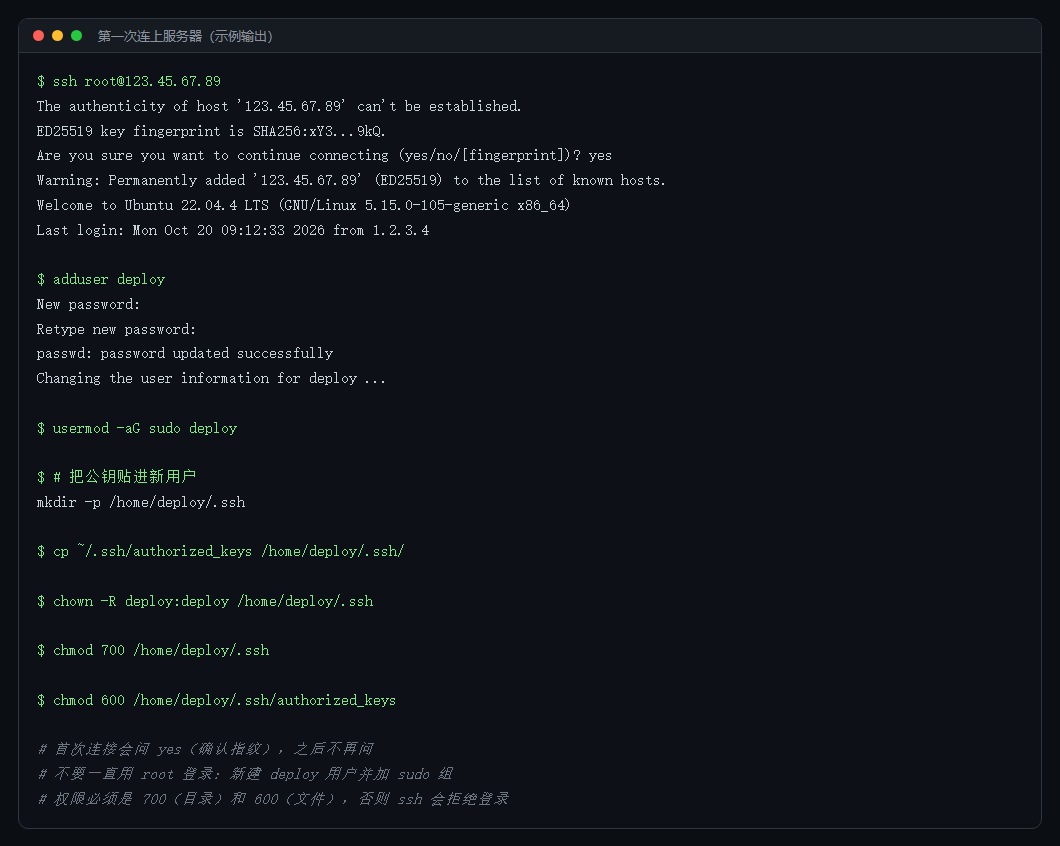 第一次连上服务器（示例输出）
$ ssh root@123.45.67.89
The authenticity of host '123.45.67.89' can't be established.
ED25519 key fingerprint is SHA256:xY3...9kQ.
Are you sure you want to continue connecting (yes/no/[fingerprint])? yes
Warning: Permanently added '123.45.67.89' (ED25519) to the list of known hosts.
Welcome to Ubuntu 22.04.4 LTS (GNU/Linux 5.15.0-105-generic x86_64)
Last login: Mon Oct 20 09:12:33 2026 from 1.2.3.4
$ adduser deploy
New password:
Retype new password:
passwd: password updated successfully
Changing the user information for deploy ...
$ usermod -aG sudo deploy
$ # 把公钥贴进新用户
mkdir -p /home/deploy/.ssh
$ cp ~/.ssh/authorized_keys /home/deploy/.ssh/
$ chown -R deploy:deploy /home/deploy/.ssh
$ chmod 700 /home/deploy/.ssh
$ chmod 600 /home/deploy/.ssh/authorized_keys
# 首次连接会问 yes（确认指纹），之后不再问
# 不要一直用 root 登录：新建 deploy 用户并加 sudo 组
# 权限必须是 700（目录）和 600（文件），否则 ssh 会拒绝登录